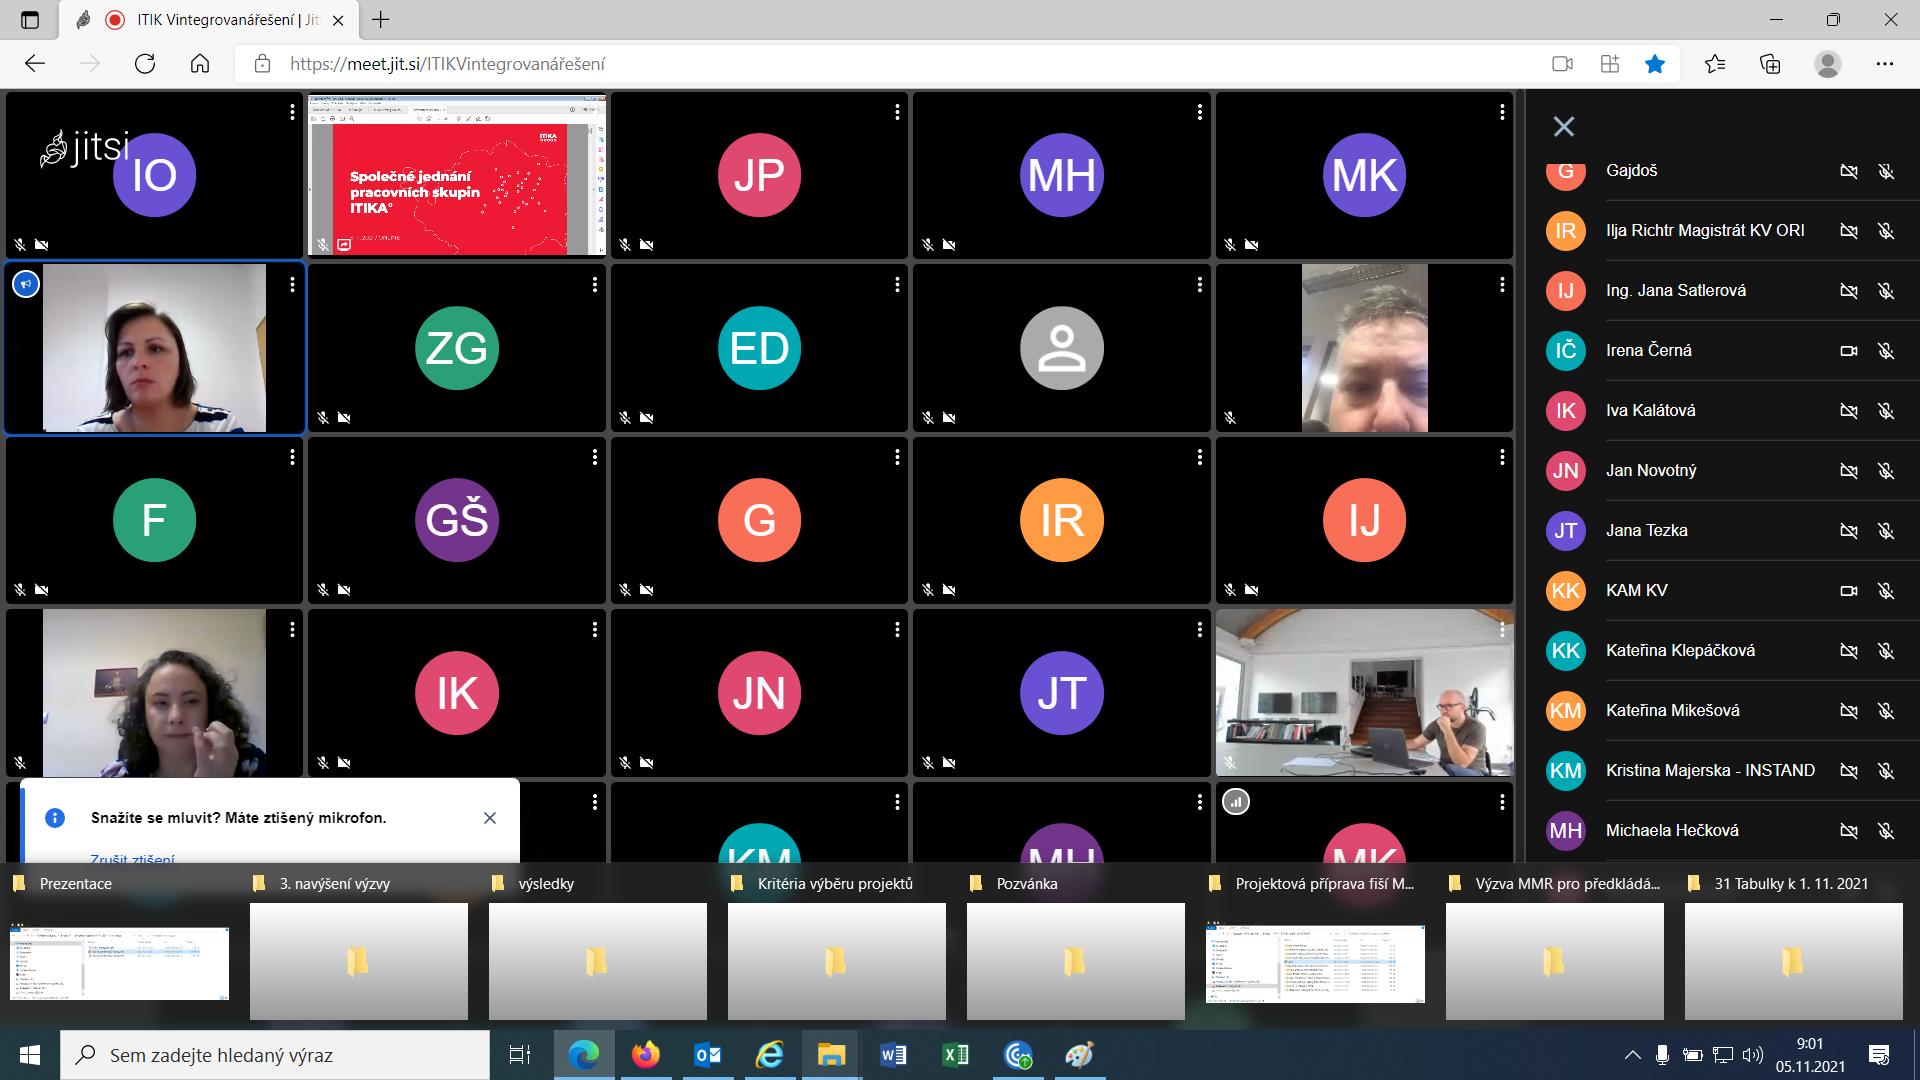 ITIK Vintegrovanářešení | Jit
https://meet.jit.si/ITIKVintegrovanářešení
jitsi
IO
ITIKA
Společné jednání
pracovních skupin
ITIKA°
ONLINE
JP
MH
MK
ZG
ED
F
GŠ
G
IR
IJ
IK
JN
JT
KM
MH
MK
G Gajdoš
IR Ilja Richtr Magistrát KV ORI
IJ Ing. Jana Satlerová
IČ Irena Černá
IK Iva Kalátová
JN Jan Novotný
JT Jana Tezka
KK KAM KV
KK Kateřina Klepáčková
KM Kateřina Mikešová
KM Kristina Majerska - INSTAND
MH Michaela Hečková
Snažíte se mluvit? Máte ztišený mikrofon.
Zrušit ztišení
Prezentace
3. navýšení výzvy
výsledky
Kritéria výběru projektů
Pozvánka
Projektová příprava fiší M...
Výzva MMR pro předkládá...
31 Tabulky k 1. 11. 2021
Sem zadejte hledaný výraz
9:01
05.11.2021